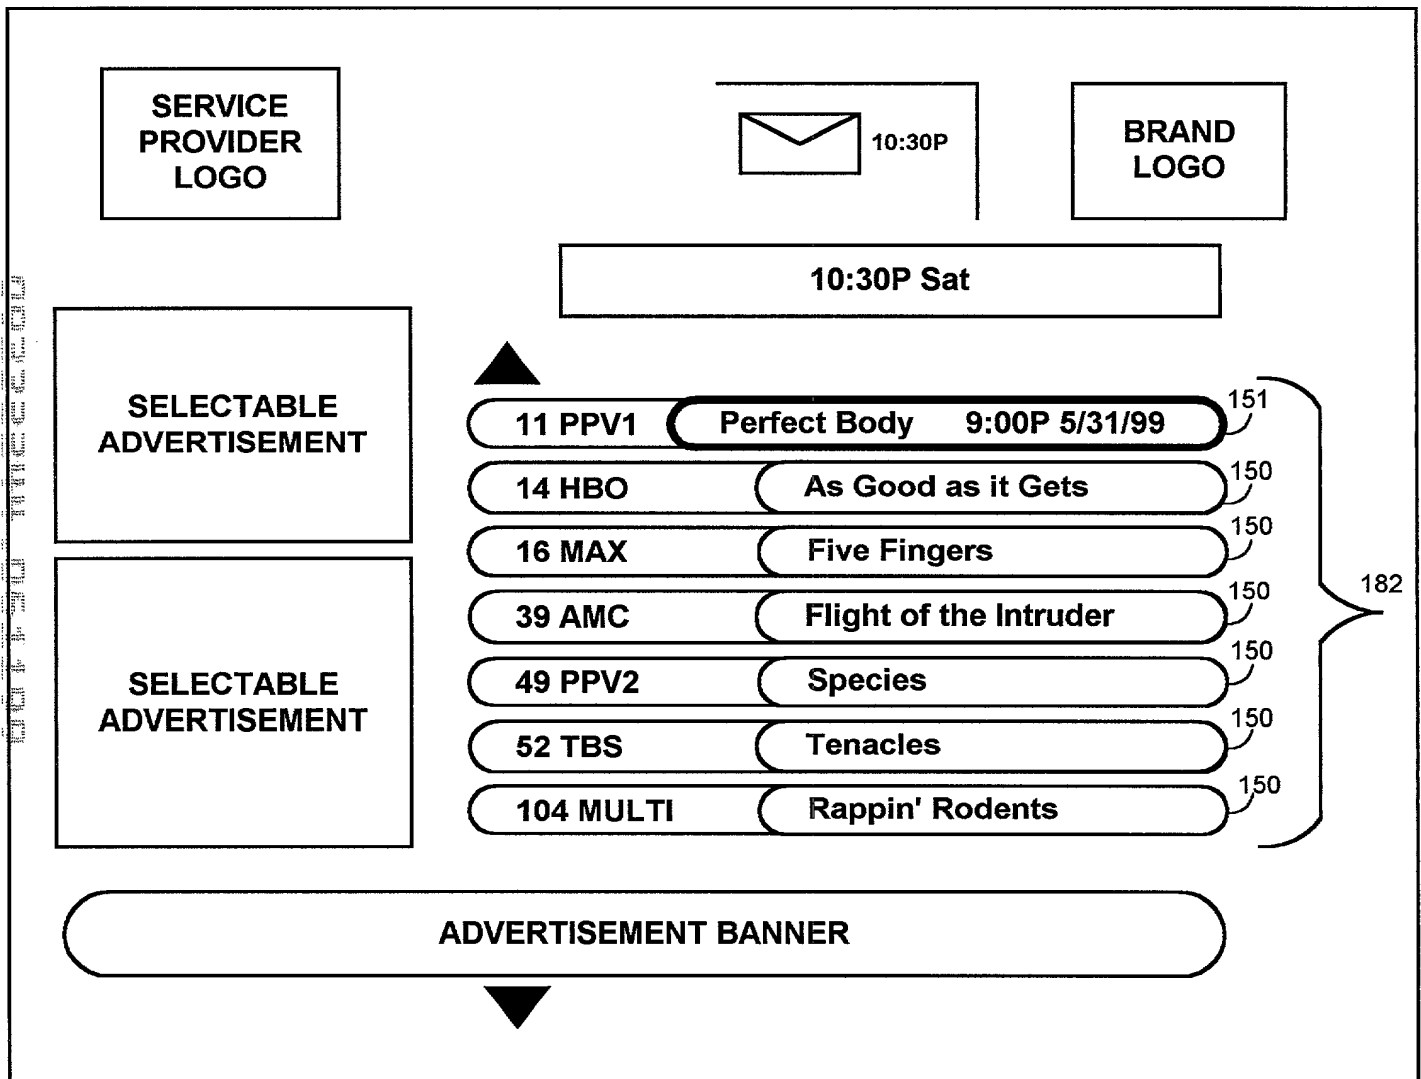 SERVICE
PROVIDER
LOGO
10:30P
BRAND
LOGO
10:30P Sat
SELECTABLE
ADVERTISEMENT
SELECTABLE
ADVERTISEMENT
11 PPV1 Perfect Body 9:00P 5/31/99 151
14 HBO As Good as it Gets 150
16 MAX Five Fingers 150
39 AMC Flight of the Intruder 150
49 PPV2 Species 150
52 TBS Tenacles 150
104 MULTI Rappin' Rodents 150
182
ADVERTISEMENT BANNER